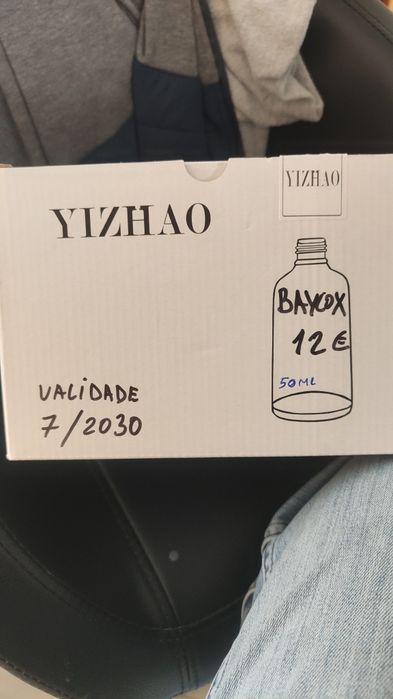 YIZHAO
YIZHAO
BAYCOX
12 €
50ML
VALIDADE
7/2030